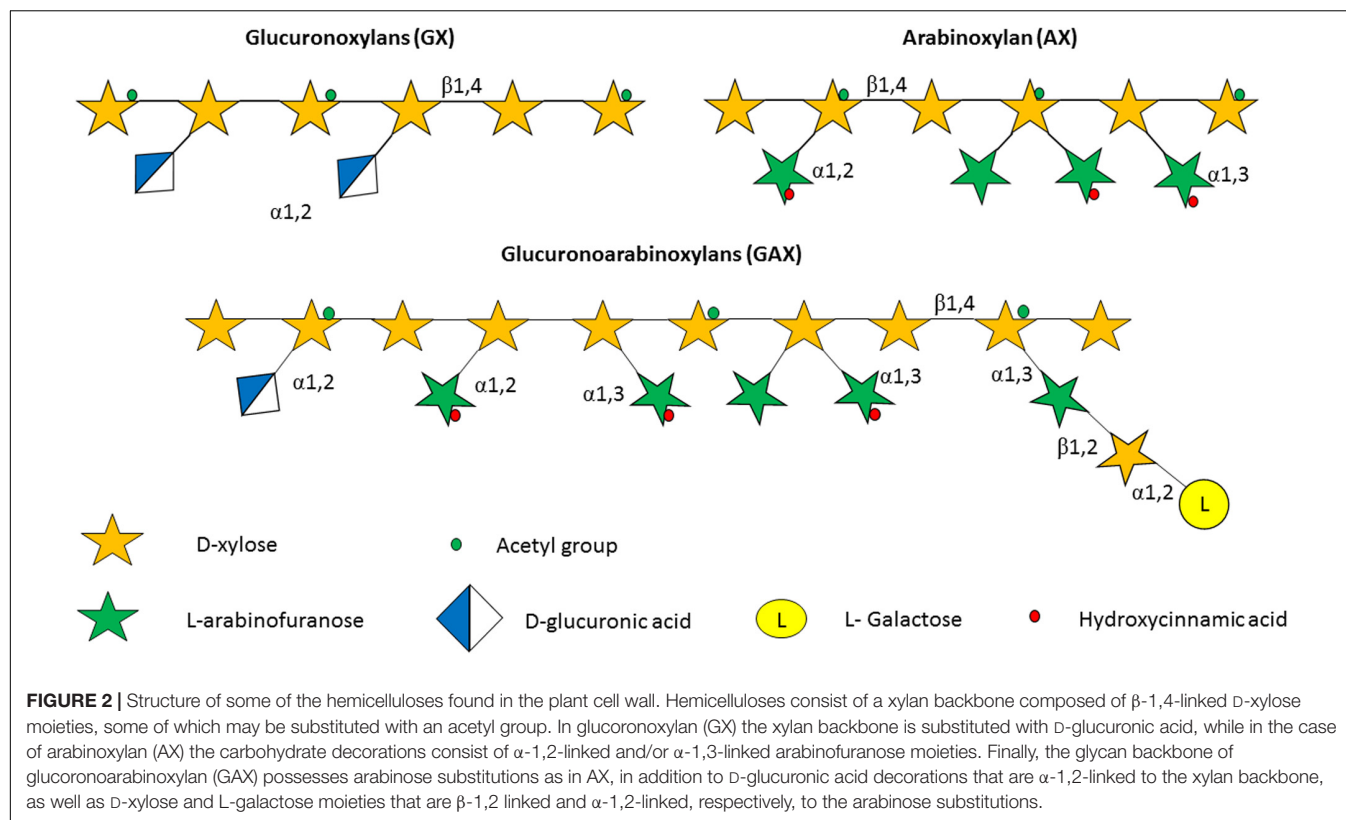 Glucuronoxylans (GX)
Arabinoxylan (AX)
β1,4
β1,4
α1,2
α1,2
α1,3
Glucuronoarabinoxylans (GAX)
β1,4
α1,2
α1,2
α1,3
α1,3
α1,3
β1,2
α1,2
L
D-xylose
Acetyl group
L-arabinofuranose
D-glucuronic acid
L
L- Galactose
Hydroxycinnamic acid
FIGURE 2 | Structure of some of the hemicelluloses found in the plant cell wall. Hemicelluloses consist of a xylan backbone composed of β-1,4-linked D-xylose
moieties, some of which may be substituted with an acetyl group. In glucoronoxylan (GX) the xylan backbone is substituted with D-glucuronic acid, while in the case
of arabinoxylan (AX) the carbohydrate decorations consist of α-1,2-linked and/or α-1,3-linked arabinofuranose moieties. Finally, the glycan backbone of
glucoronoarabinoxylan (GAX) possesses arabinose substitutions as in AX, in addition to D-glucuronic acid decorations that are α-1,2-linked to the xylan backbone,
as well as D-xylose and L-galactose moieties that are β-1,2 linked and α-1,2-linked, respectively, to the arabinose substitutions.